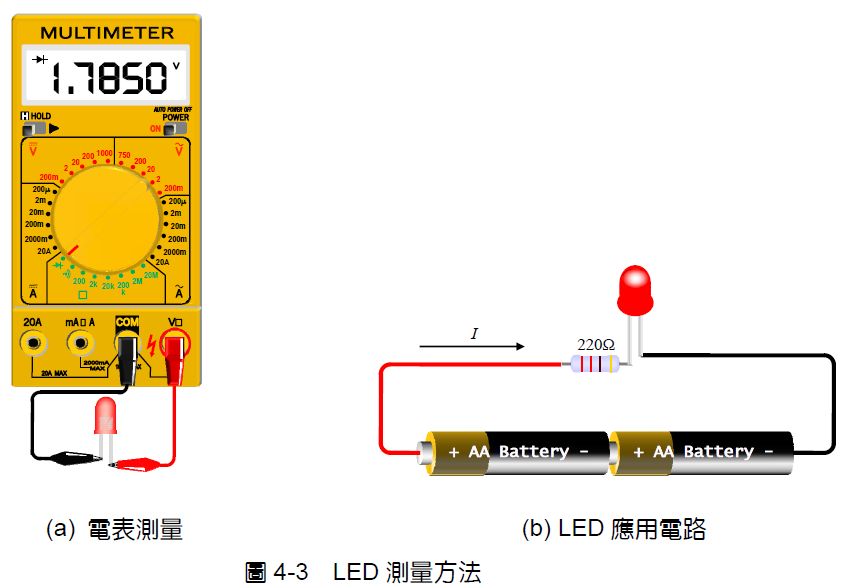 MULTIMETER
1.7850 V
H HOLD
AUTO POWER OFF
POWER
ON
V
V
200m 2 20 200 1000 750 200 20 2 200m
200µ 2m 20m 200m 2000m 20A
200µ 2m 20m 200m 2000m 20A
200 2k 20k 200k 2M 20M
A
A
20A mA□ A COM V□
20A MAX
2000mA MAX
I
220Ω
+ AA Battery - + AA Battery -
(a) 電表測量
(b) LED 應用電路
圖 4-3 LED 測量方法